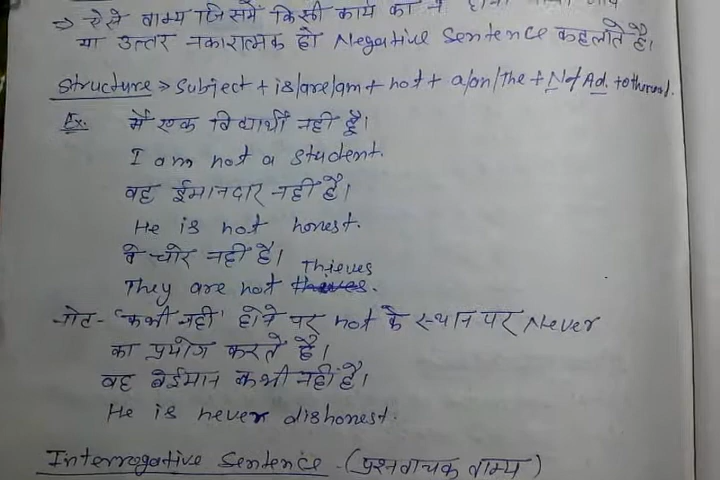 ⇒ ऐसे वाक्य जिसमें किसी कार्य का न होना
या उत्तर नकारात्मक हो Negative Sentence कहलाते है।
Structure ⇒ Subject + is/are/am + not + a/an/The + N of Ad. + other
Ex. मैं एक विद्यार्थी नहीं हूँ।
I am not a student.
वह ईमानदार नहीं है।
He is not honest.
वे चोर नहीं है।
They are not Thieves.
नोट- 'कभी नहीं' होने पर not के स्थान पर Never
का प्रयोग करते है।
वह बेईमान कभी नहीं है।
He is never dishonest.
Interrogative Sentence - (प्रश्नवाचक वाक्य)